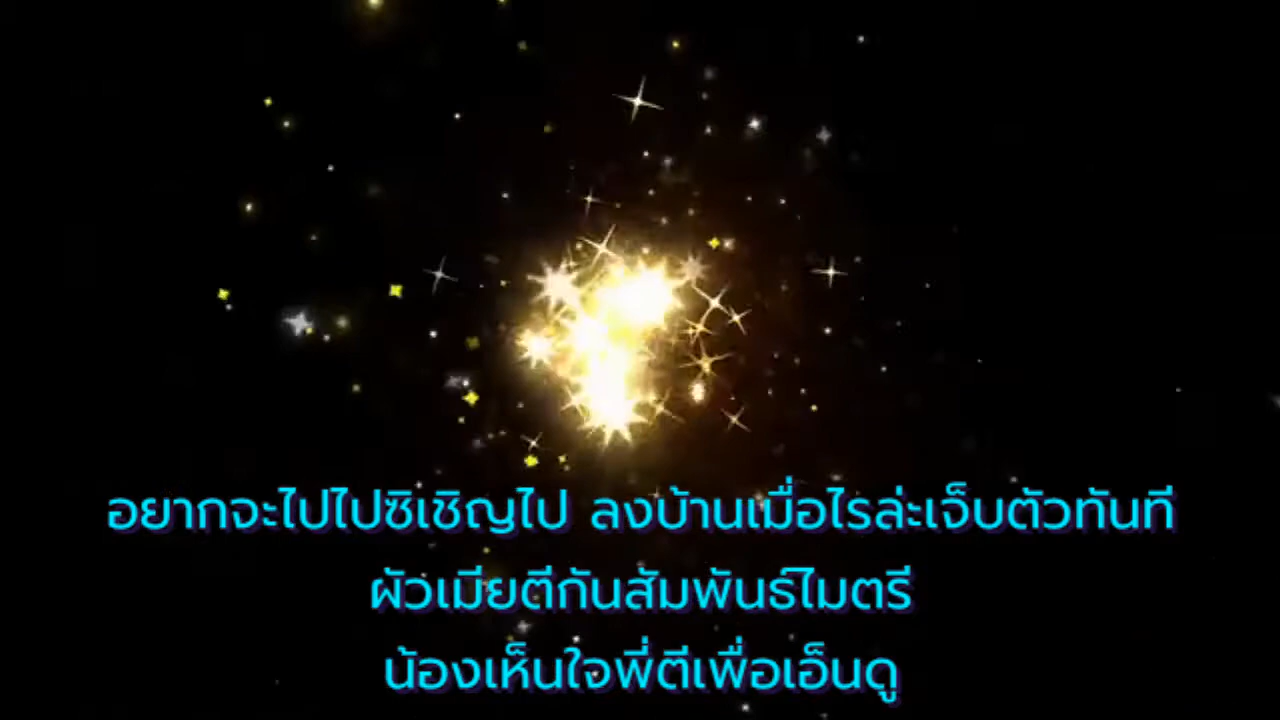 อยากจะไปไปซิเชิญไป ลงบ้านเมื่อไรล่ะเจ็บตัวทันที
ผัวเมียตีกันสัมพันธ์ไมตรี
น้องเห็นใจพี่ตีเพื่อเอ็นดู